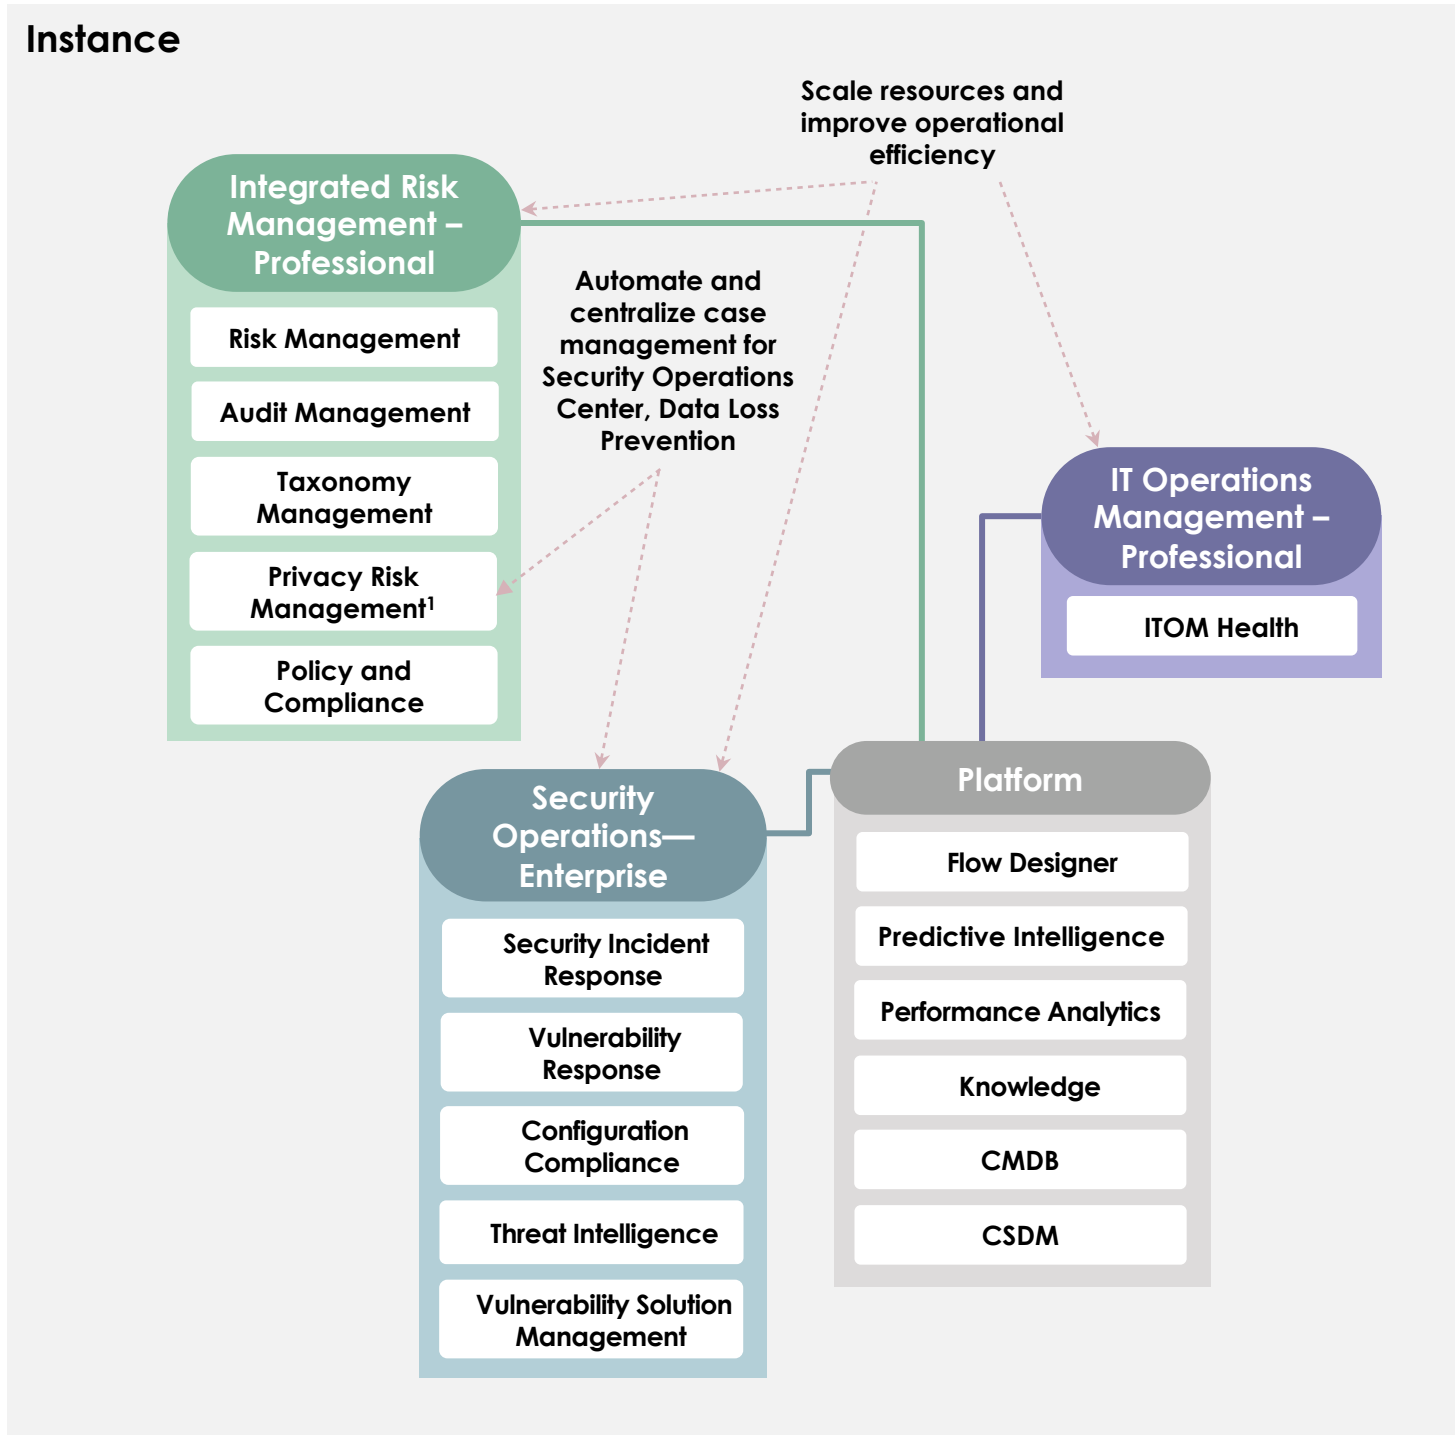 Instance
Scale resources and
improve operational
efficiency
Integrated Risk
Management –
Professional
Risk Management
Audit Management
Taxonomy
Management
Privacy Risk
Management¹
Policy and
Compliance
Automate and
centralize case
management for
Security Operations
Center, Data Loss
Prevention
IT Operations
Management –
Professional
ITOM Health
Security
Operations—
Enterprise
Security Incident
Response
Vulnerability
Response
Configuration
Compliance
Threat Intelligence
Vulnerability Solution
Management
Platform
Flow Designer
Predictive Intelligence
Performance Analytics
Knowledge
CMDB
CSDM